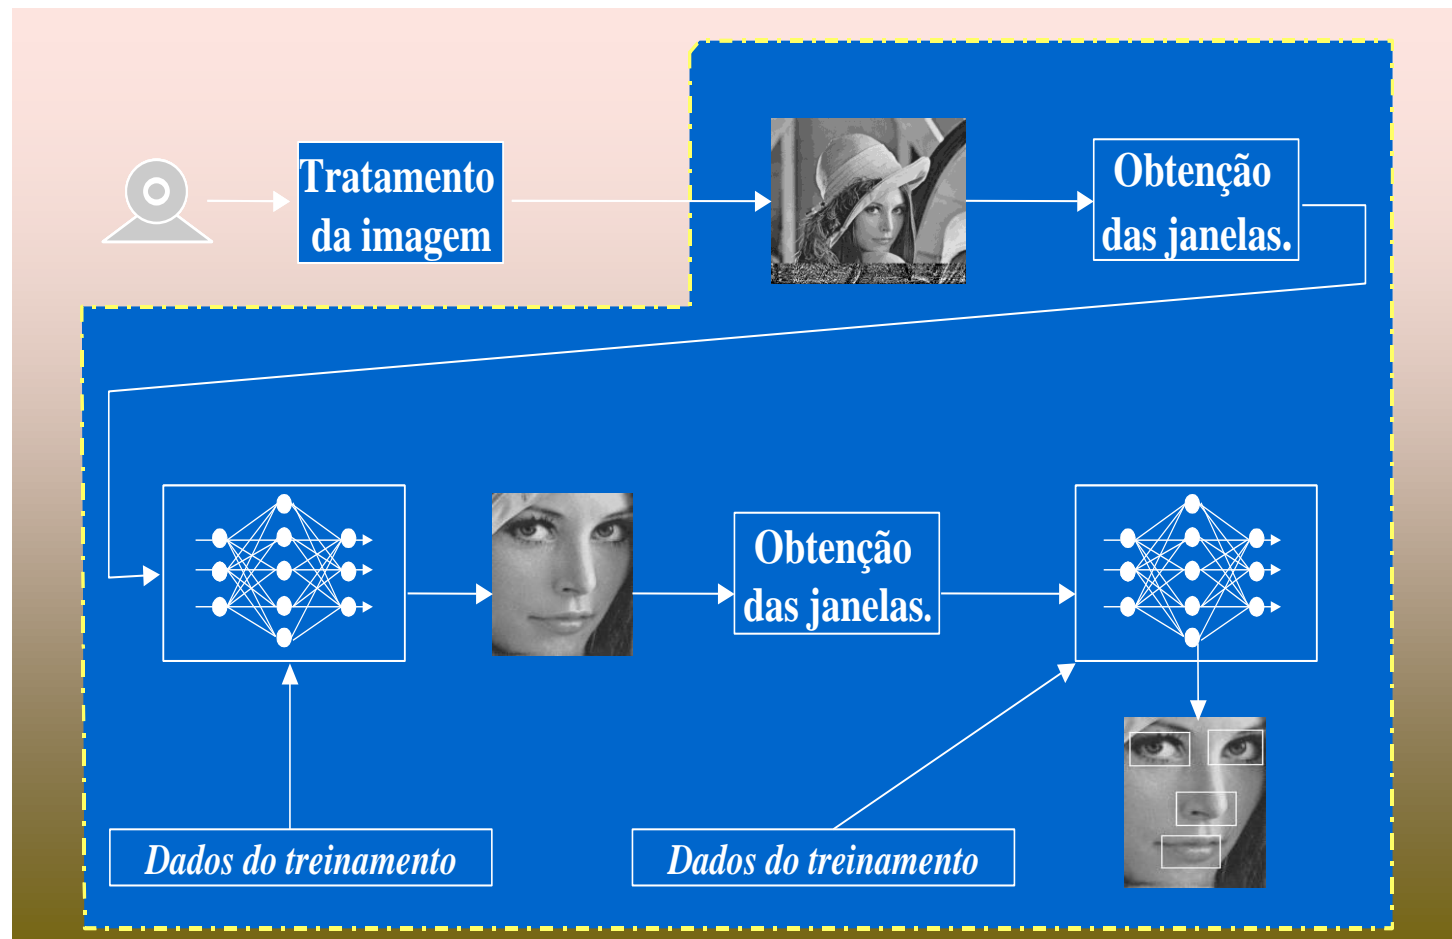 Tratamento
da imagem
Obtenção
das janelas.
Obtenção
das janelas.
Dados do treinamento
Dados do treinamento